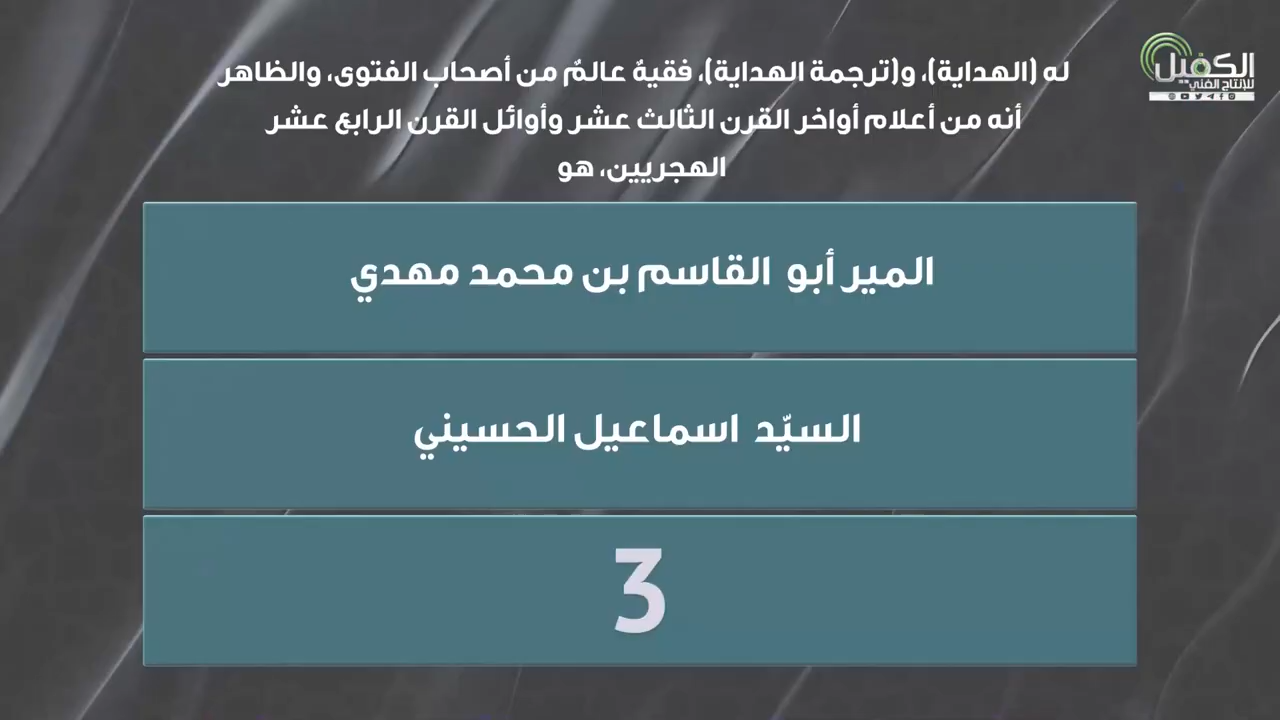 الكفيل
للإنتاج الفني
له (الهداية)، و(ترجمة الهداية)، فقيهٌ عالمٌ من أصحاب الفتوى، والظاهر
أنه من أعلام أواخر القرن الثالث عشر وأوائل القرن الرابع عشر
الهجريين، هو
المير أبو القاسم بن محمد مهدي
السيّد اسماعيل الحسيني
3